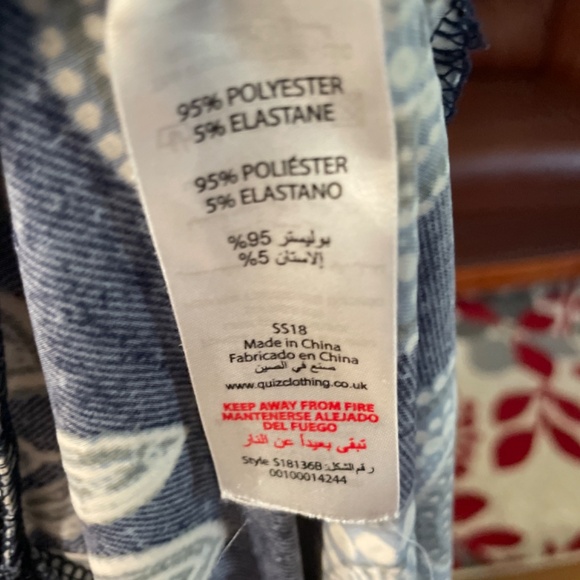 95% POLYESTER
5% ELASTANE
95% POLIÉSTER
5% ELASTANO
بوليستر 95%
إلاستان 5%
SS18
Made in China
Fabricado en China
صنع في الصين
www.quizclothing.co.uk
KEEP AWAY FROM FIRE
MANTENERSE ALEJADO
DEL FUEGO
تبقى بعيداً عن النار
Style S18136B :رقم الشكل
00100014244